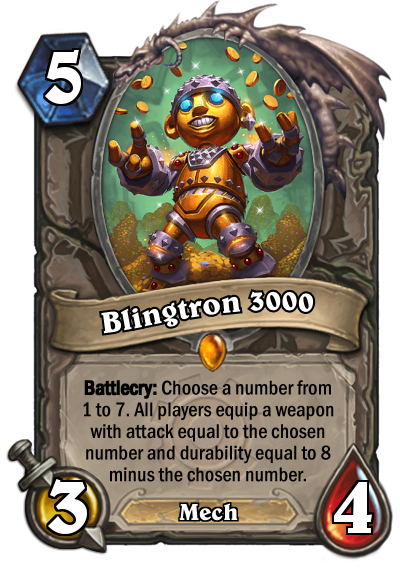 5
Blingtron 3000
Battlecry: Choose a number from
1 to 7. All players equip a weapon
with attack equal to the chosen
number and durability equal to 8
minus the chosen number.
3
Mech
4